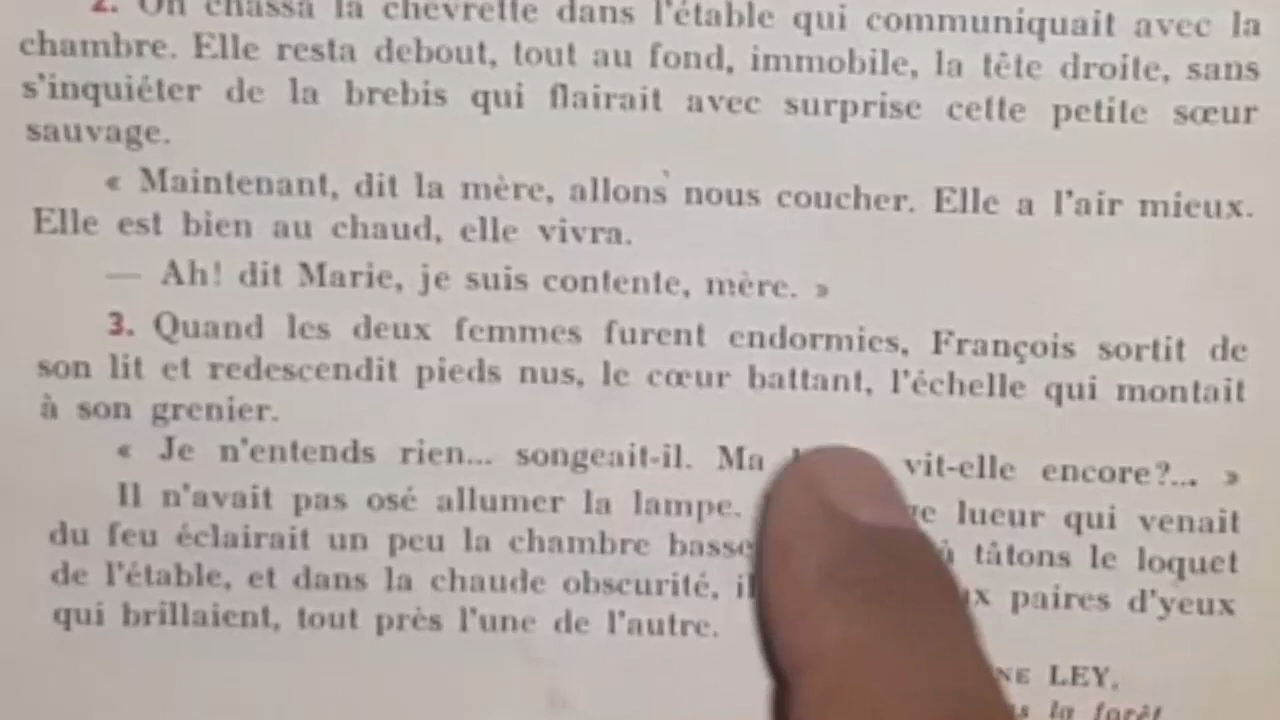 2. On chassa la chevrette dans l'étable qui communiquait avec la
chambre. Elle resta debout, tout au fond, immobile, la tête droite, sans
s'inquiéter de la brebis qui flairait avec surprise cette petite sœur
sauvage.
« Maintenant, dit la mère, allons nous coucher. Elle a l'air mieux.
Elle est bien au chaud, elle vivra.
— Ah! dit Marie, je suis contente, mère. »
3. Quand les deux femmes furent endormies, François sortit de
son lit et redescendit pieds nus, le cœur battant, l'échelle qui montait
à son grenier.
« Je n'entends rien... songeait-il. Ma vit-elle encore?... »
Il n'avait pas osé allumer la lampe. lueur qui venait
du feu éclairait un peu la chambre basse tâtons le loquet
de l'étable, et dans la chaude obscurité, il paires d'yeux
qui brillaient, tout près l'une de l'autre.
LEY,
la forêt